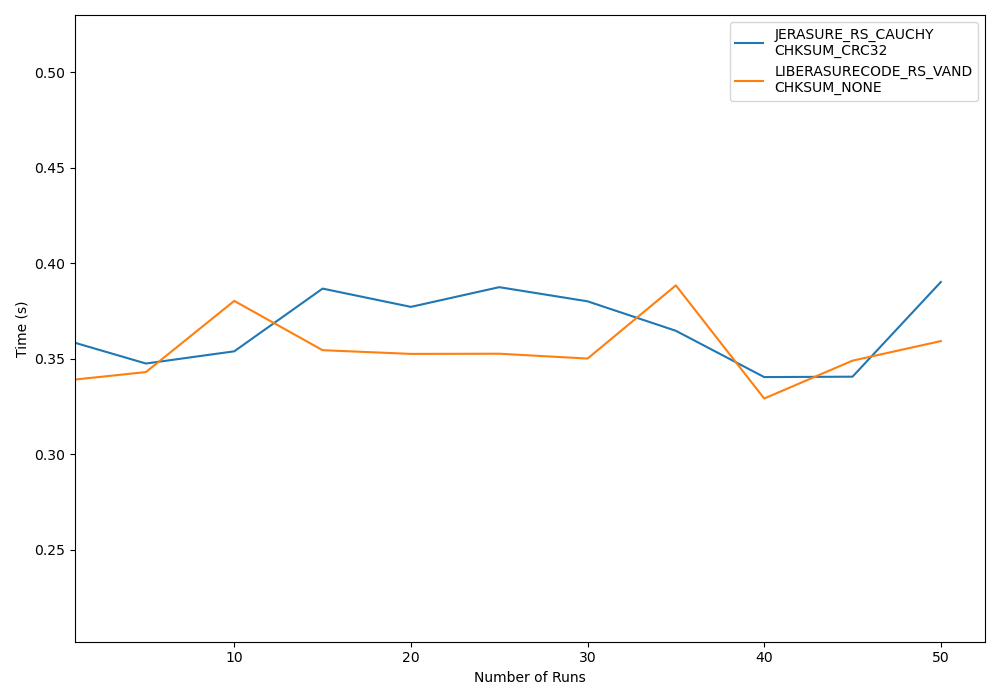 JERASURE_RS_CAUCHY
CHKSUM_CRC32
LIBERASURECODE_RS_VAND
CHKSUM_NONE
0.50
0.45
0.40
0.35
0.30
0.25
Time (s)
10 20 30 40 50
Number of Runs